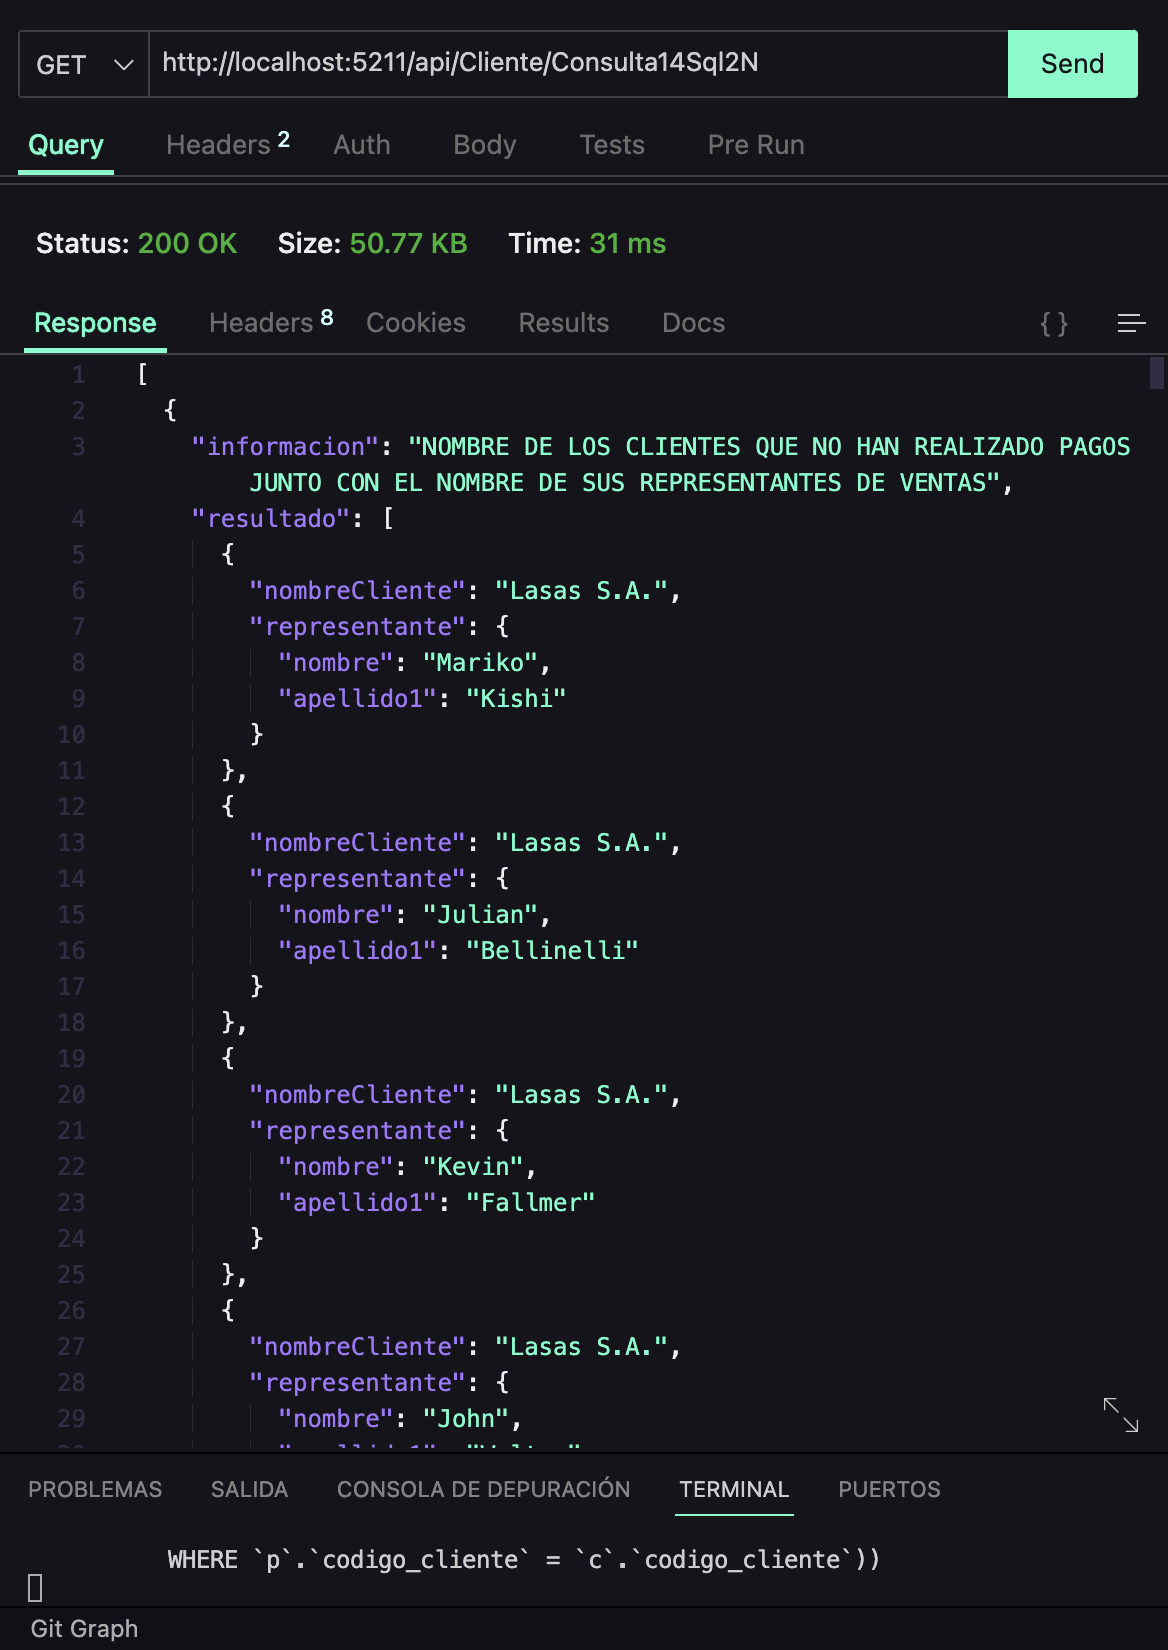 GET http://localhost:5211/api/Cliente/Consulta14Sql2N Send
Query Headers 2 Auth Body Tests Pre Run
Status: 200 OK Size: 50.77 KB Time: 31 ms
Response Headers 8 Cookies Results Docs { }
1 [
2 {
3 "informacion": "NOMBRE DE LOS CLIENTES QUE NO HAN REALIZADO PAGOS
JUNTO CON EL NOMBRE DE SUS REPRESENTANTES DE VENTAS",
4 "resultado": [
5 {
6 "nombreCliente": "Lasas S.A.",
7 "representante": {
8 "nombre": "Mariko",
9 "apellido1": "Kishi"
10 }
11 },
12 {
13 "nombreCliente": "Lasas S.A.",
14 "representante": {
15 "nombre": "Julian",
16 "apellido1": "Bellinelli"
17 }
18 },
19 {
20 "nombreCliente": "Lasas S.A.",
21 "representante": {
22 "nombre": "Kevin",
23 "apellido1": "Fallmer"
24 }
25 },
26 {
27 "nombreCliente": "Lasas S.A.",
28 "representante": {
29 "nombre": "John",
PROBLEMAS SALIDA CONSOLA DE DEPURACIÓN TERMINAL PUERTOS
WHERE `p`.`codigo_cliente` = `c`.`codigo_cliente`))
Git Graph